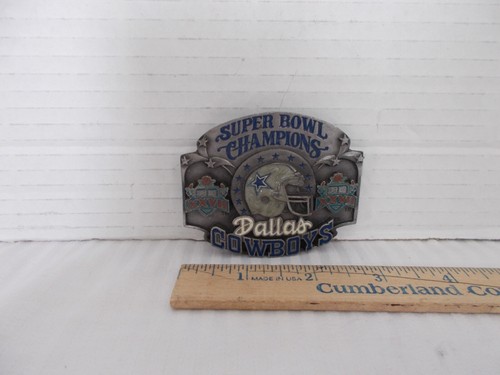 SUPER BOWL
CHAMPIONS
Dallas
COWBOYS
1 MADE IN USA 2 3 4
Cumberland Co